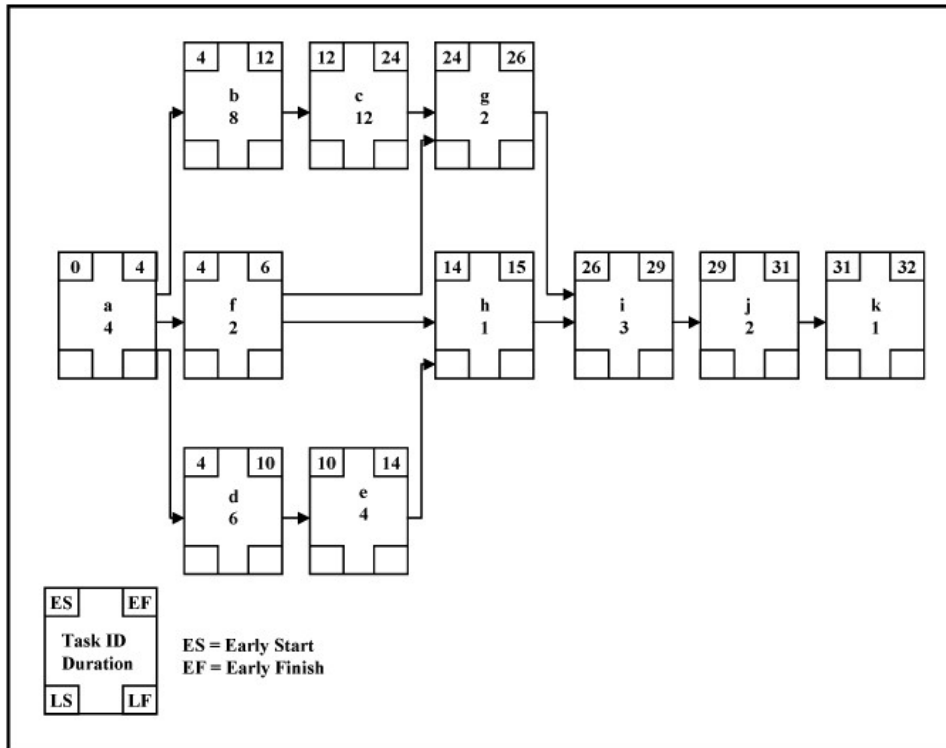 4 12
b
8
12 24
c
12
24 26
g
2
0 4
a
4
4 6
f
2
14 15
h
1
26 29
i
3
29 31
j
2
31 32
k
1
4 10
d
6
10 14
e
4
ES EF
Task ID
Duration
LS LF
ES = Early Start
EF = Early Finish